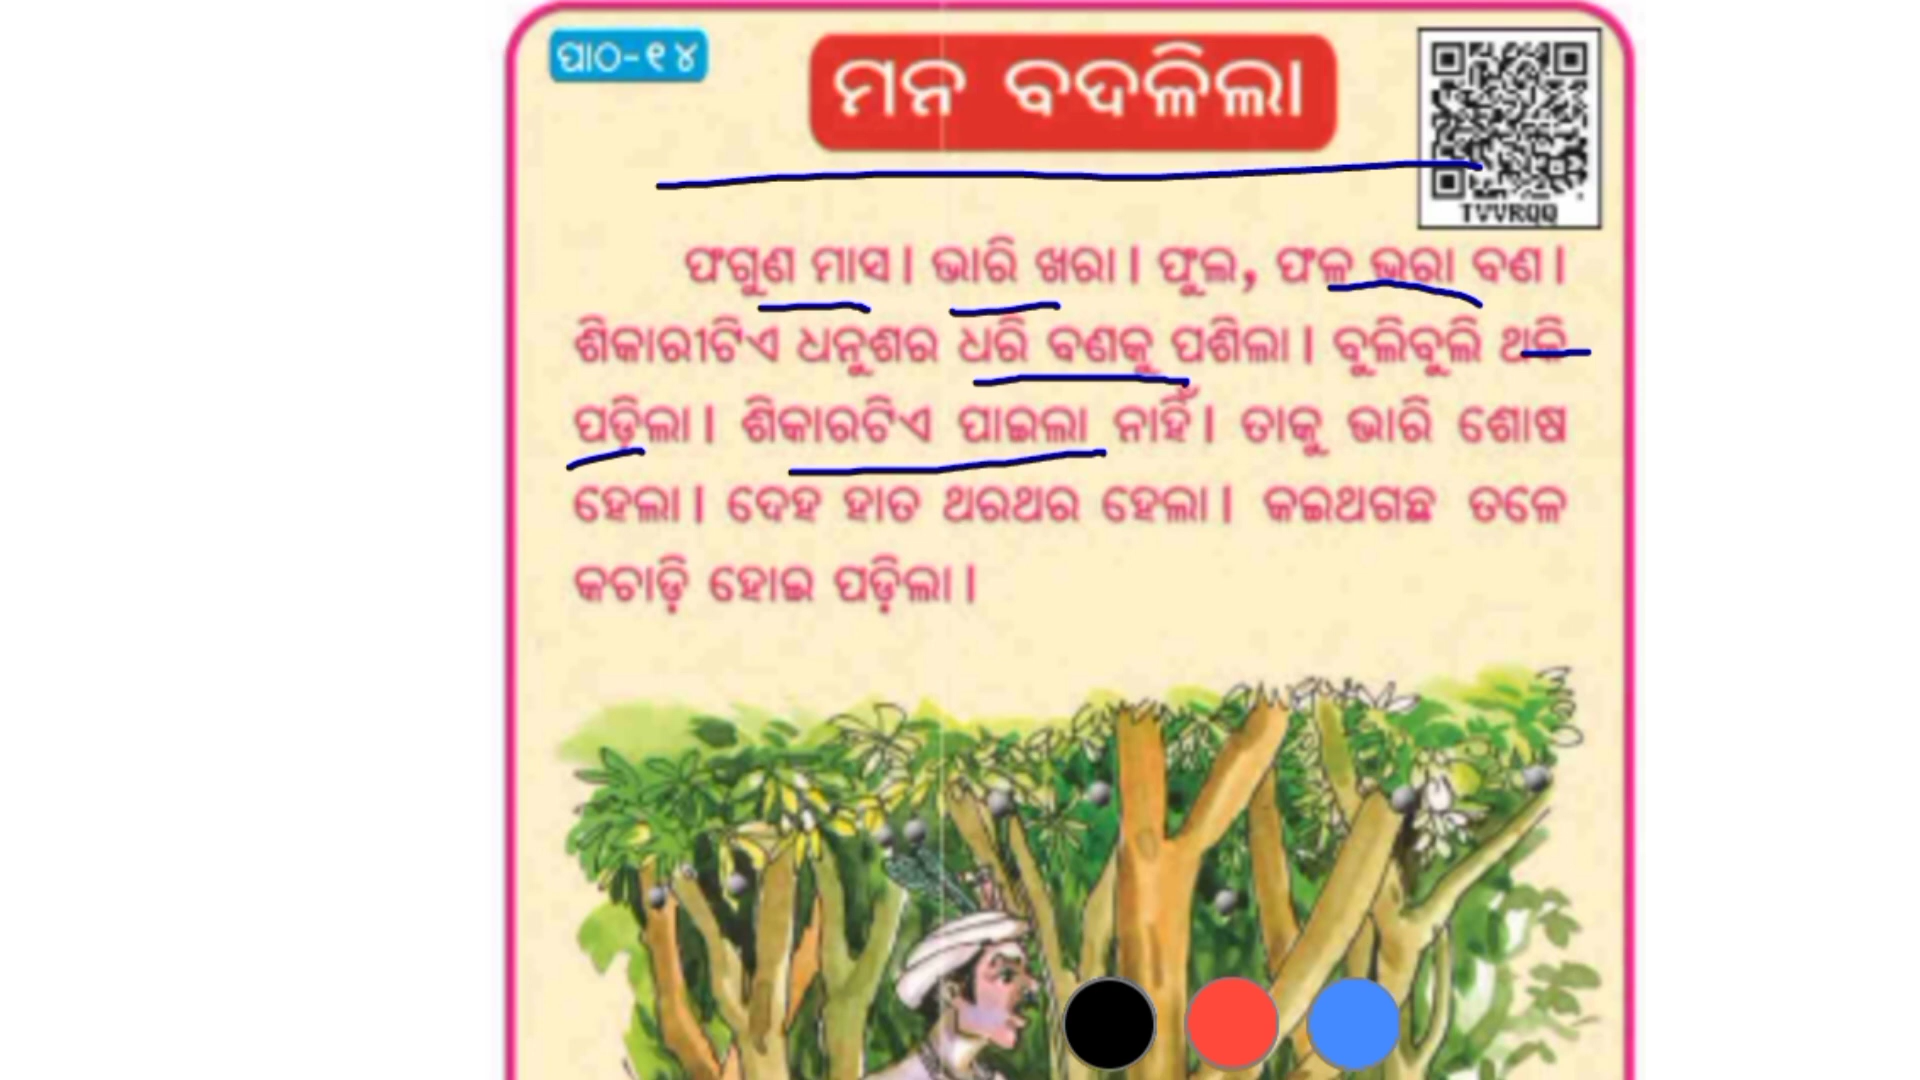 ପାଠ-୧୪
ମନ ବଦଳିଲା
TVVRQQ
ଫଗୁଣ ମାସ। ଭାରି ଖରା। ଫୁଲ, ଫଳ ଭରା ବଣ।
ଶିକାରୀଟିଏ ଧନୁଶର ଧରି ବଣକୁ ପଶିଲା। ବୁଲିବୁଲି ଥକି
ପଡ଼ିଲା। ଶିକାରଟିଏ ପାଇଲା ନାହିଁ। ତାକୁ ଭାରି ଶୋଷ
ହେଲା। ଦେହ ହାତ ଥରଥର ହେଲା। କଇଥଗଛ ତଳେ
କଚାଡ଼ି ହୋଇ ପଡ଼ିଲା।